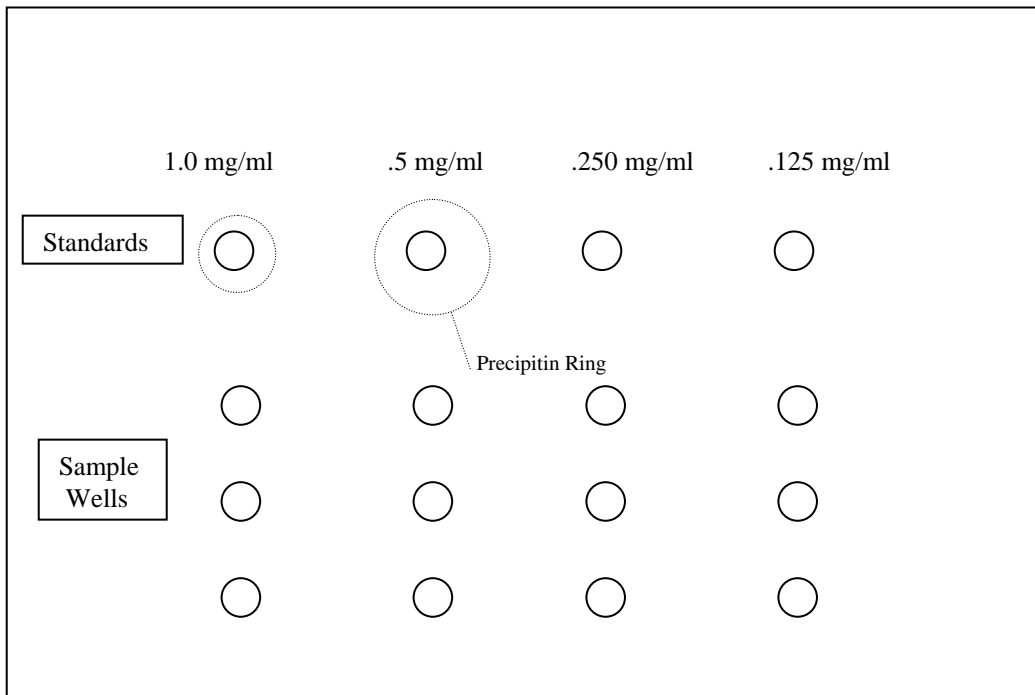 1.0 mg/ml .5 mg/ml .250 mg/ml .125 mg/ml
Standards
Precipitin Ring
Sample
Wells